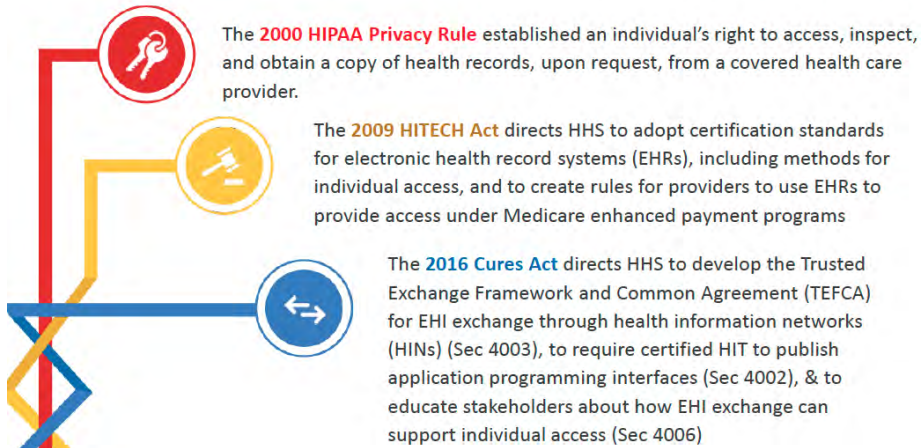 The 2000 HIPAA Privacy Rule established an individual's right to access, inspect,
and obtain a copy of health records, upon request, from a covered health care
provider.
The 2009 HITECH Act directs HHS to adopt certification standards
for electronic health record systems (EHRs), including methods for
individual access, and to create rules for providers to use EHRs to
provide access under Medicare enhanced payment programs
The 2016 Cures Act directs HHS to develop the Trusted
Exchange Framework and Common Agreement (TEFCA)
for EHI exchange through health information networks
(HINs) (Sec 4003), to require certified HIT to publish
application programming interfaces (Sec 4002), & to
educate stakeholders about how EHI exchange can
support individual access (Sec 4006)